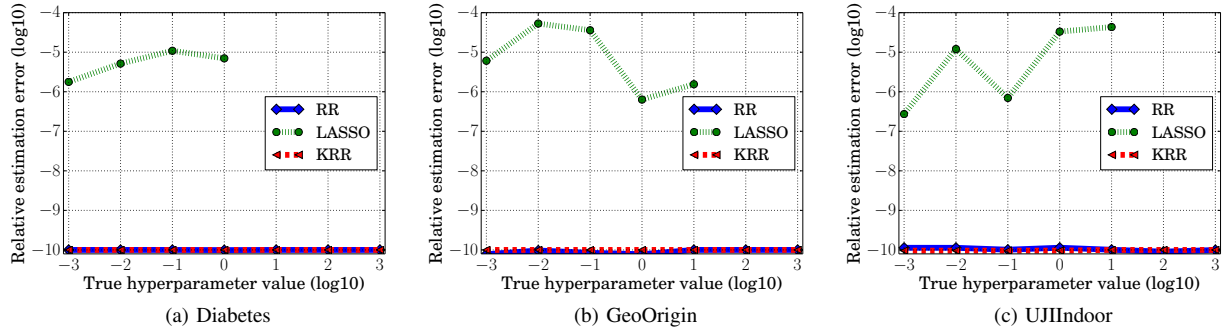 Relative estimation error (log10)
−4
−5
−6
−7
−8
−9
−10
RR
LASSO
KRR
−3 −2 −1 0 1 2 3
True hyperparameter value (log10)
(a) Diabetes
Relative estimation error (log10)
−4
−5
−6
−7
−8
−9
−10
RR
LASSO
KRR
−3 −2 −1 0 1 2 3
True hyperparameter value (log10)
(b) GeoOrigin
Relative estimation error (log10)
−4
−5
−6
−7
−8
−9
−10
RR
LASSO
KRR
−3 −2 −1 0 1 2 3
True hyperparameter value (log10)
(c) UJIIndoor